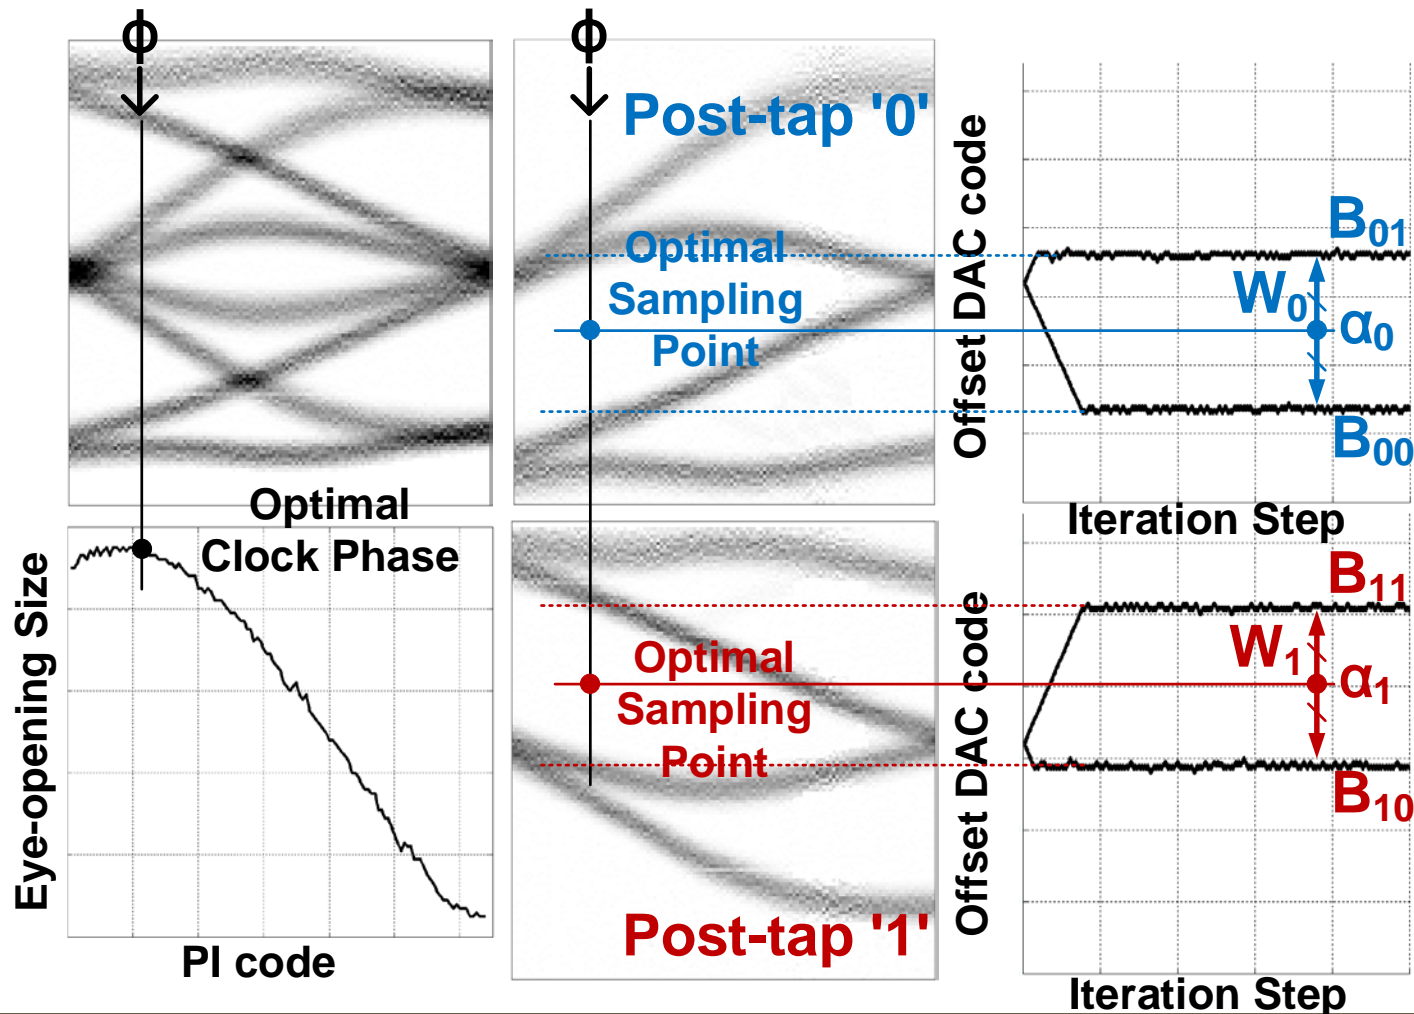 ϕ
ϕ
Post-tap '0'
Optimal
Sampling
Point
Offset DAC code
B01
W0
α0
B00
Iteration Step
Optimal
Clock Phase
Eye-opening Size
PI code
Optimal
Sampling
Point
Post-tap '1'
Offset DAC code
B11
W1
α1
B10
Iteration Step